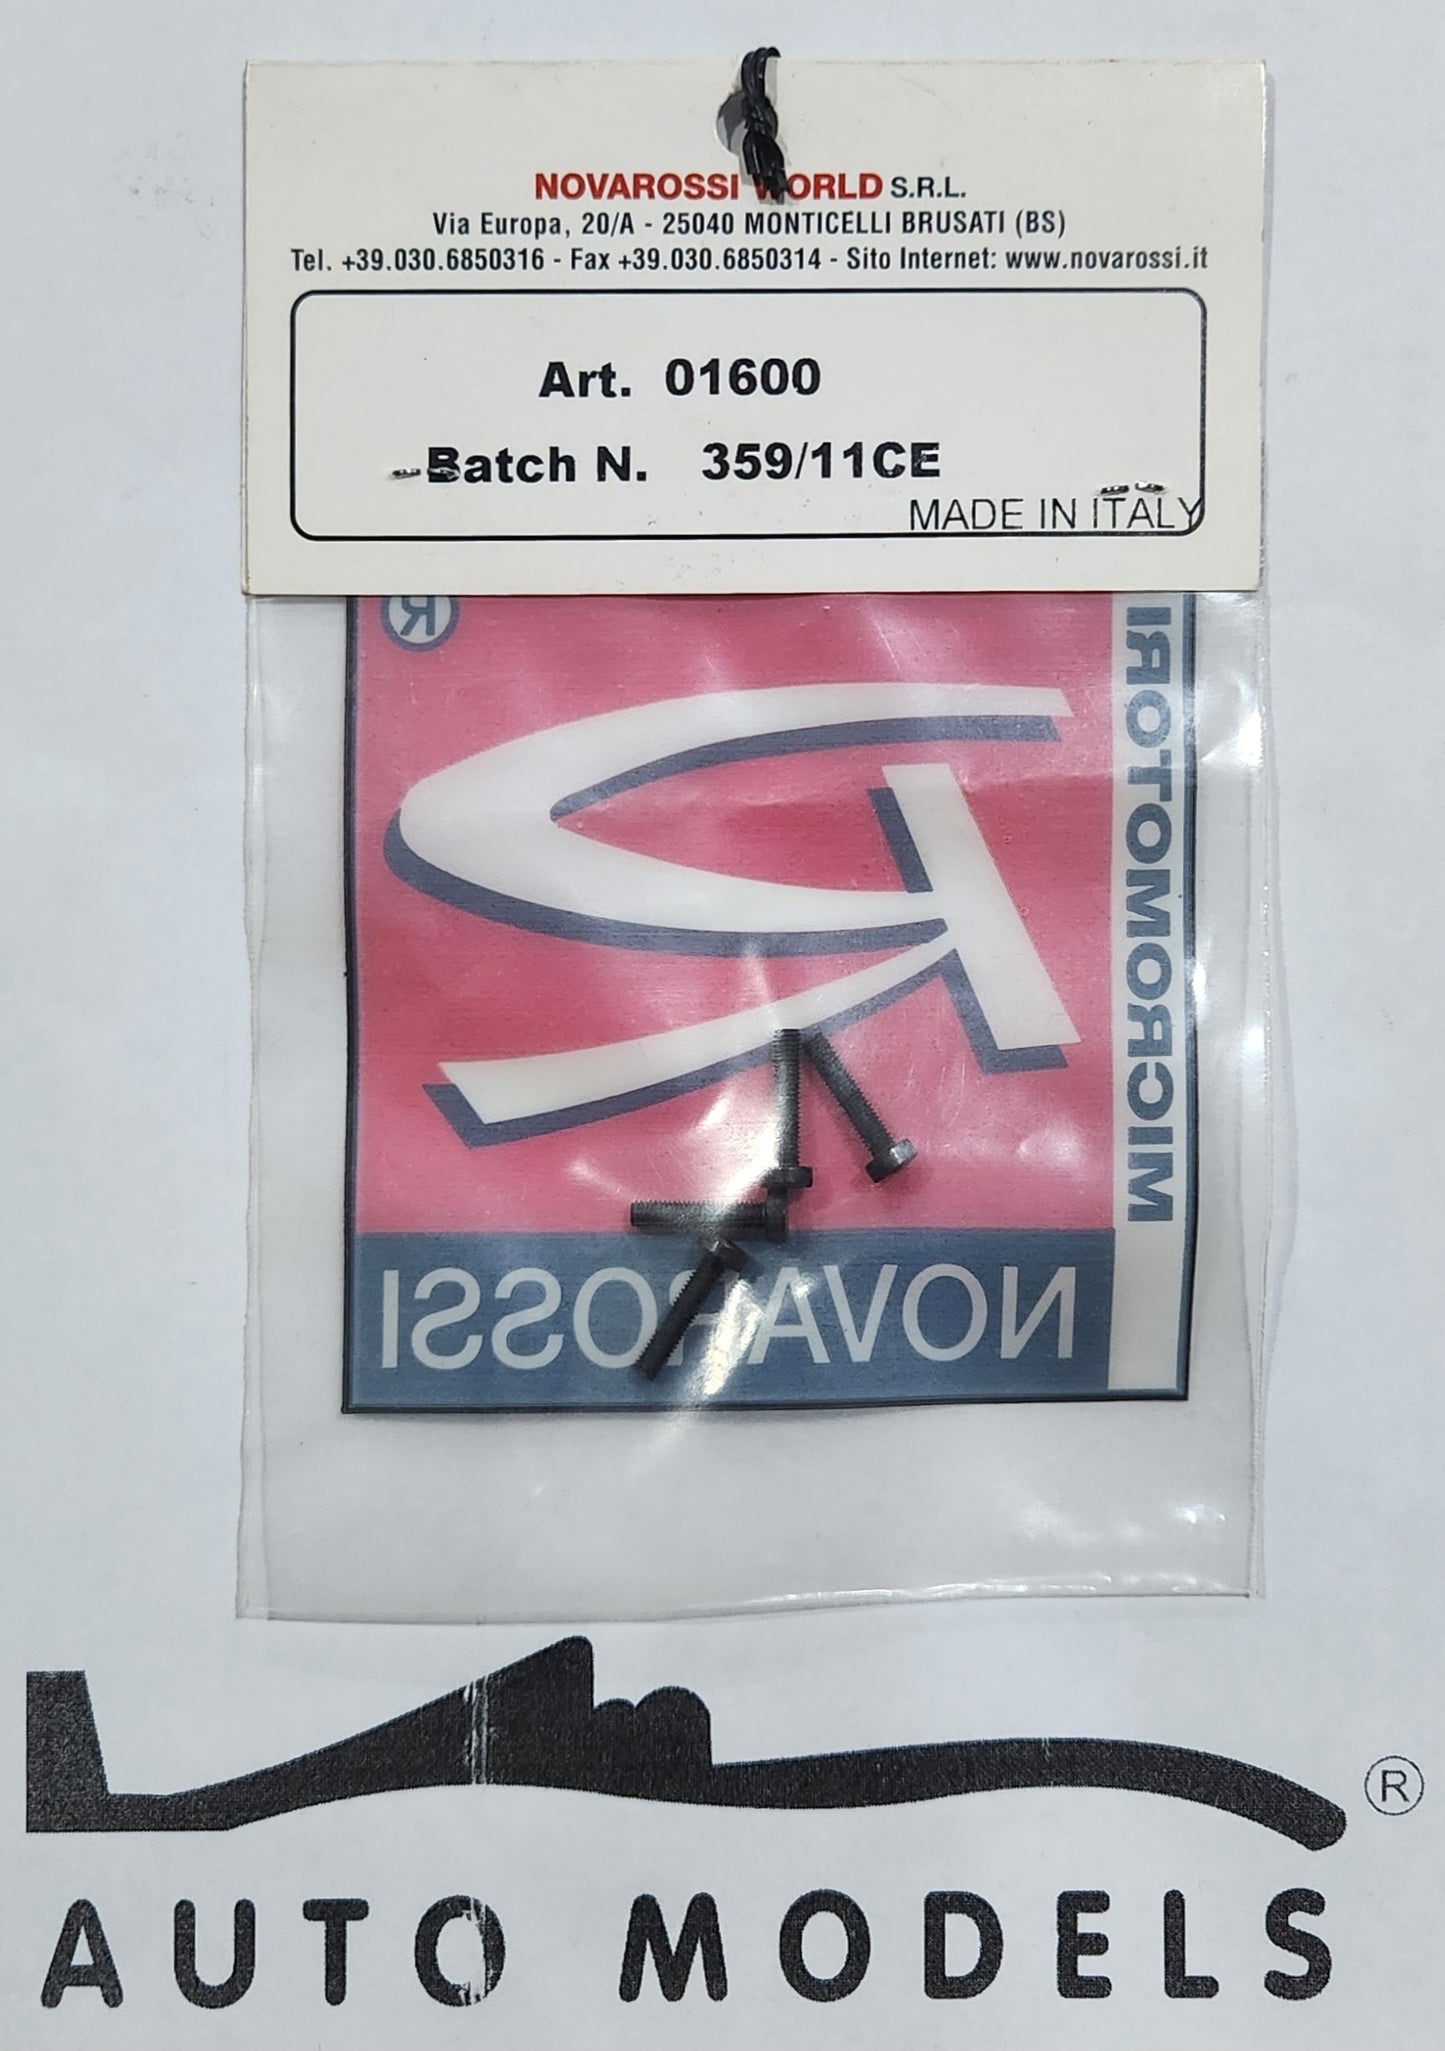 NOVAROSSI WORLD S.R.L.
Via Europa, 20/A - 25040 MONTICELLI BRUSATI (BS)
Tel. +39.030.6850316 - Fax +39.030.6850314 - Sito Internet: www.novarossi.it
Art. 01600
Batch N. 359/11CE
MADE IN ITALY
®
R
MICROMOTORI
NOVAROSSI
®
AUTO MODELS